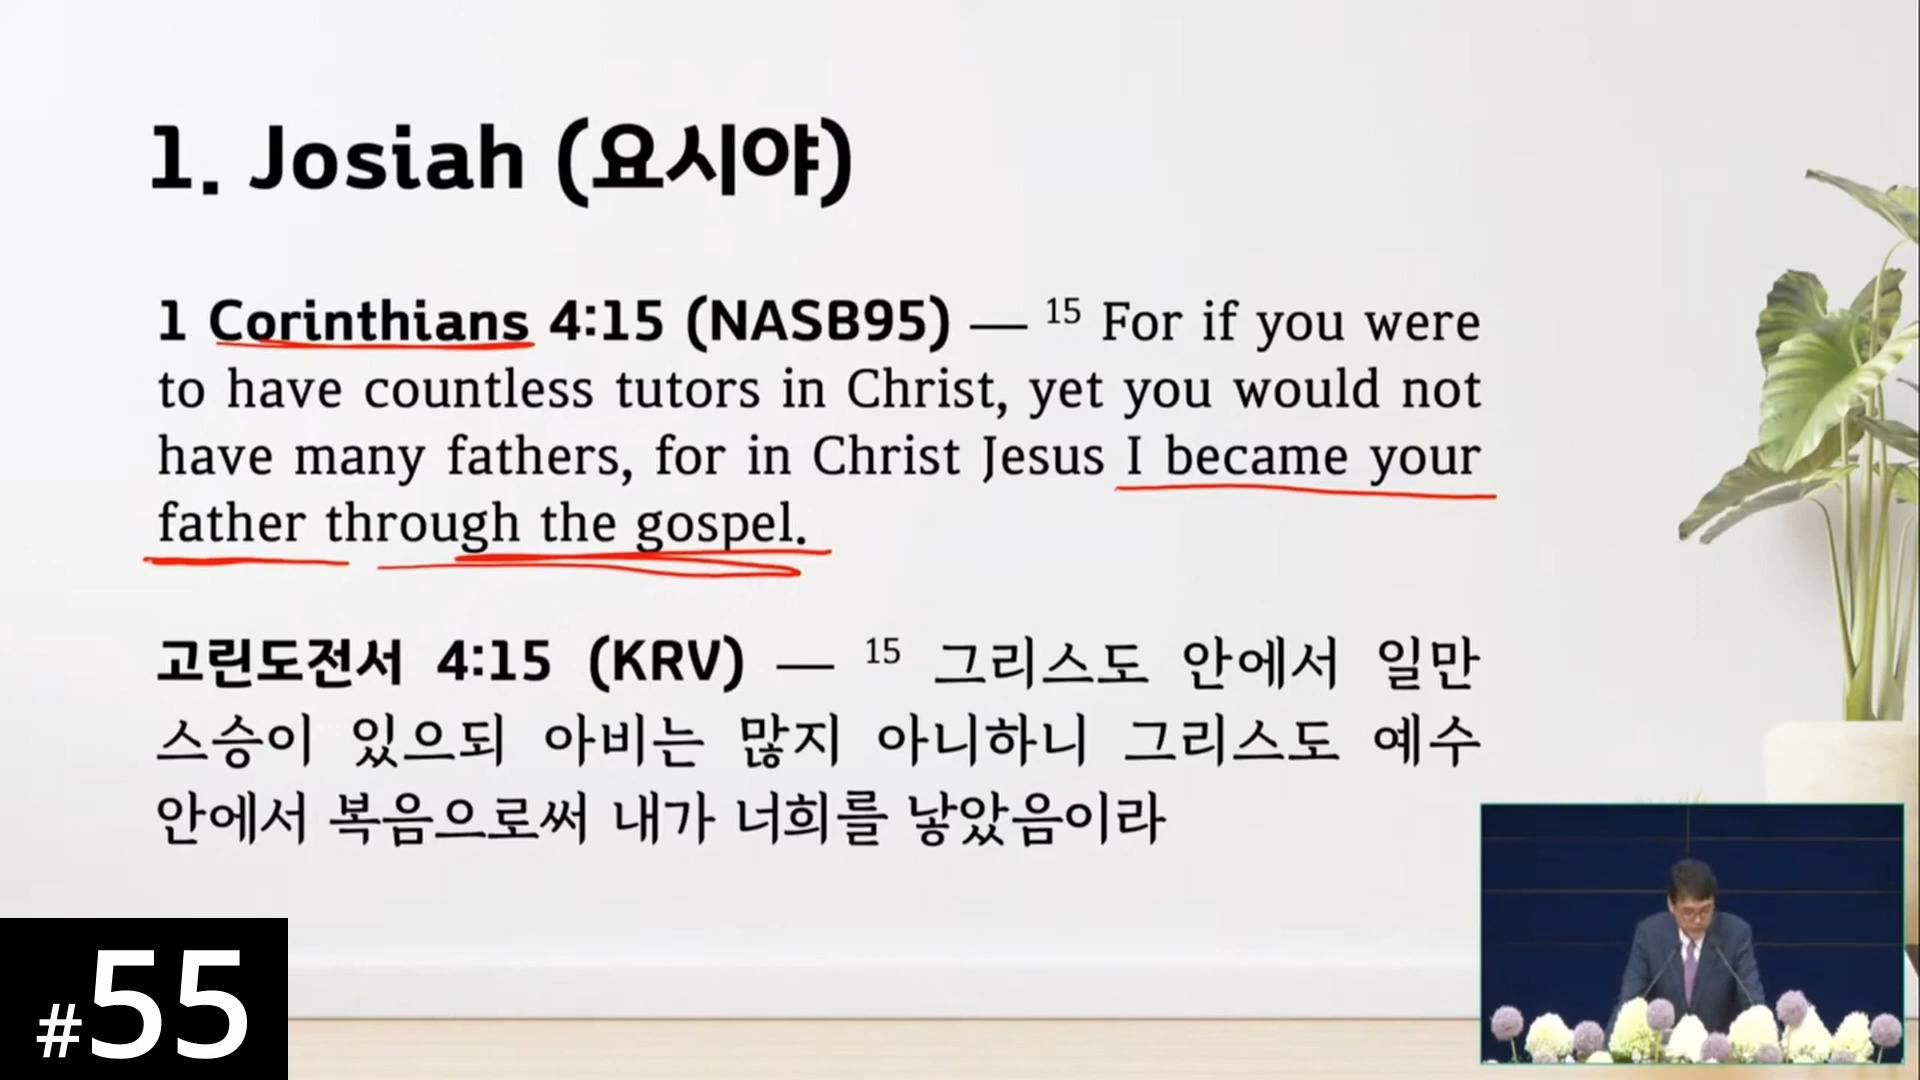 1. Josiah (요시야)
1 Corinthians 4:15 (NASB95) — 15 For if you were
to have countless tutors in Christ, yet you would not
have many fathers, for in Christ Jesus I became your
father through the gospel.
고린도전서 4:15 (KRV) — 15 그리스도 안에서 일만
스승이 있으되 아비는 많지 아니하니 그리스도 예수
안에서 복음으로써 내가 너희를 낳았음이라
#55